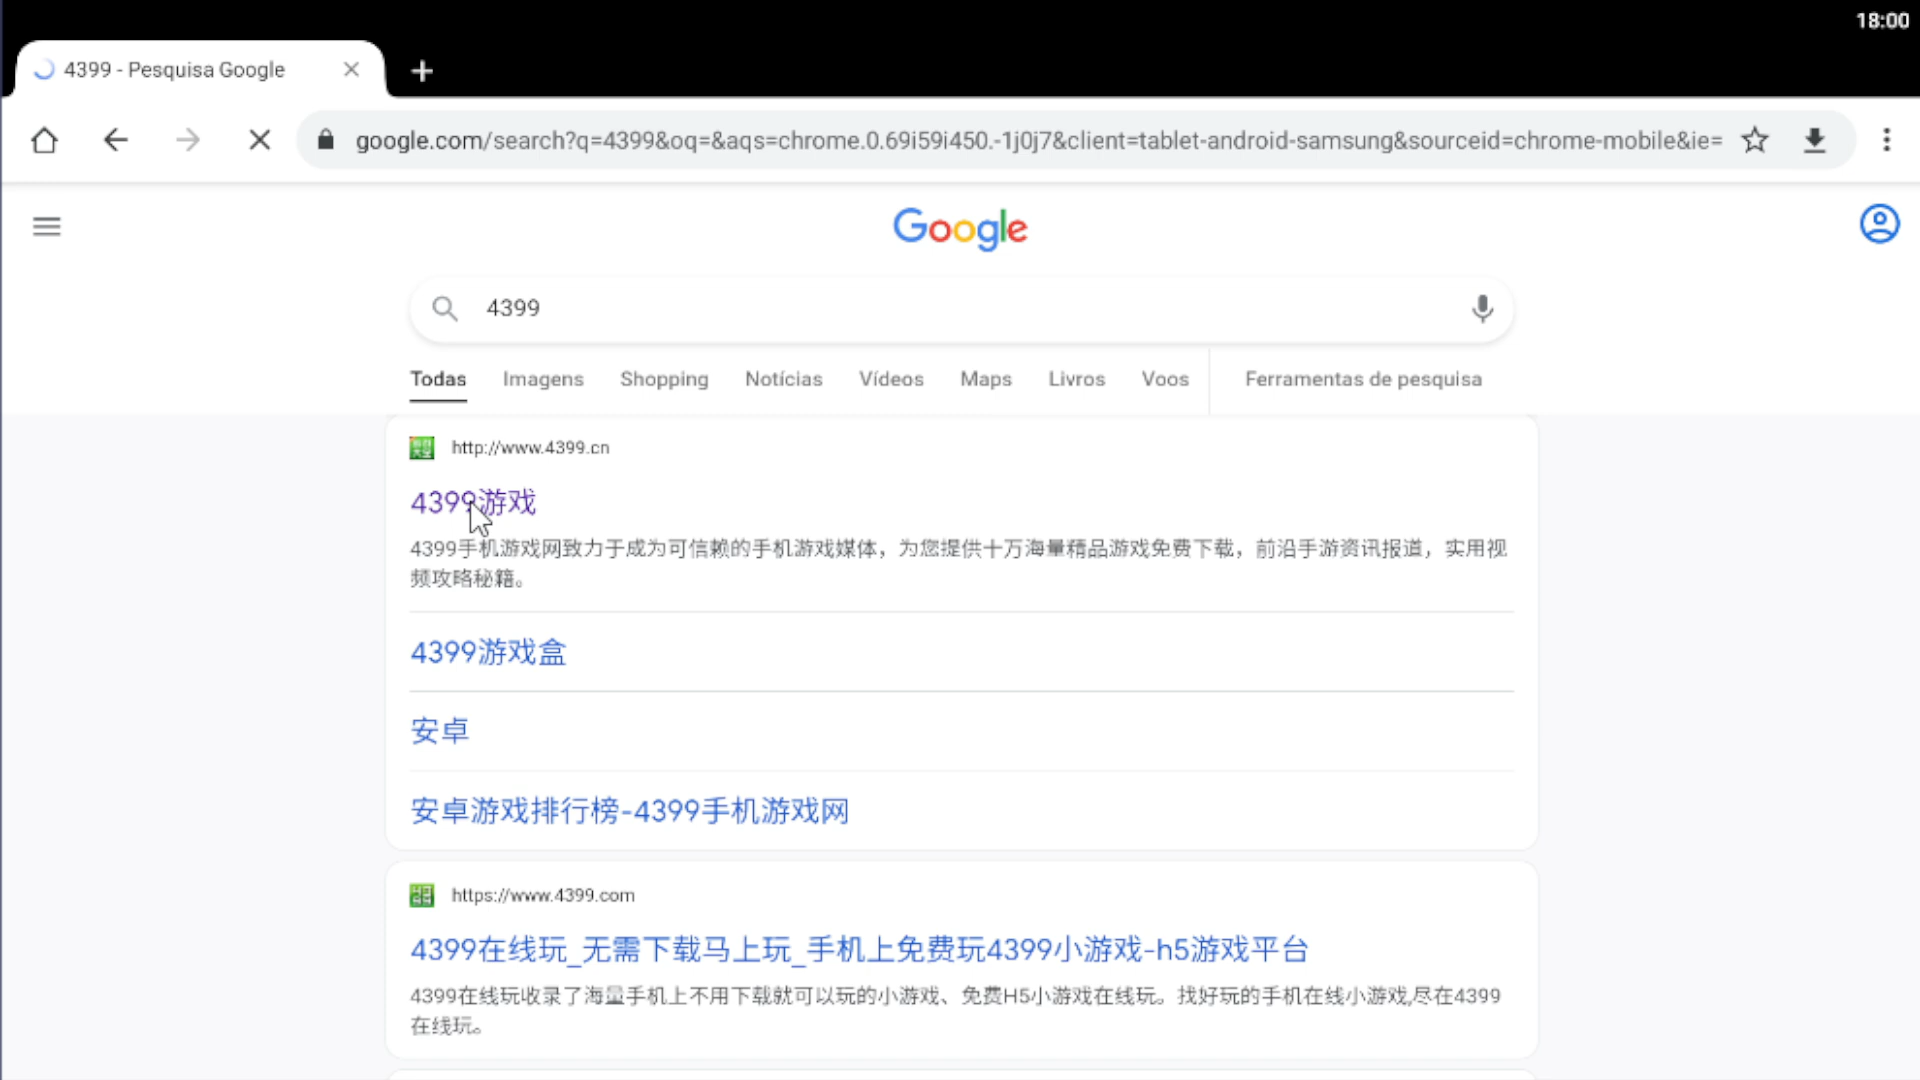 18:00
4399 - Pesquisa Google
google.com/search?q=4399&oq=&aqs=chrome.0.69i59i450.-1j0j7&client=tablet-android-samsung&sourceid=chrome-mobile&ie=
Google
4399
Todas Imagens Shopping Notícias Vídeos Maps Livros Voos Ferramentas de pesquisa
http://www.4399.cn
4399游戏
4399手机游戏网致力于成为可信赖的手机游戏媒体，为您提供十万海量精品游戏免费下载，前沿手游资讯报道，实用视
频攻略秘籍。
4399游戏盒
安卓
安卓游戏排行榜-4399手机游戏网
https://www.4399.com
4399在线玩_无需下载马上玩_手机上免费玩4399小游戏-h5游戏平台
4399在线玩收录了海量手机上不用下载就可以玩的小游戏、免费H5小游戏在线玩。找好玩的手机在线小游戏,尽在4399
在线玩。